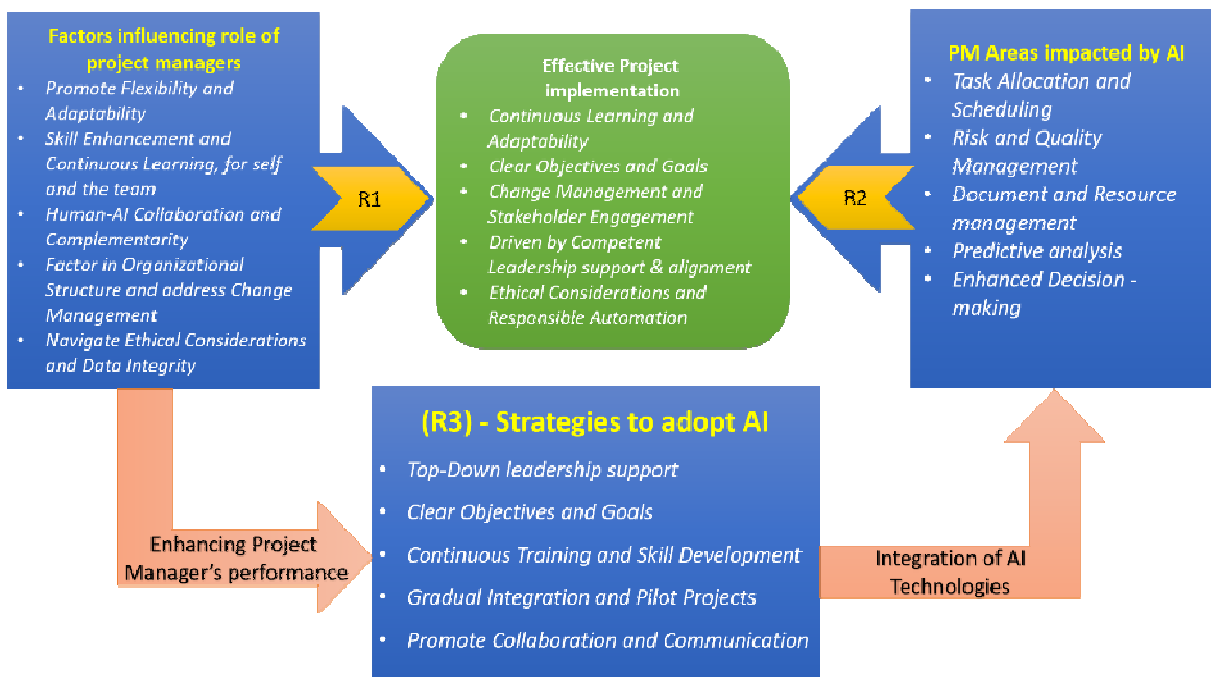 Factors influencing role of
project managers
• Promote Flexibility and
Adaptability
• Skill Enhancement and
Continuous Learning, for self
and the team
• Human-AI Collaboration and
Complementarity
• Factor in Organizational
Structure and address Change
Management
• Navigate Ethical Considerations
and Data Integrity
R1
Effective Project
implementation
• Continuous Learning and
Adaptability
• Clear Objectives and Goals
• Change Management and
Stakeholder Engagement
• Driven by Competent
Leadership support & alignment
• Ethical Considerations and
Responsible Automation
R2
PM Areas impacted by AI
• Task Allocation and
Scheduling
• Risk and Quality
Management
• Document and Resource
management
• Predictive analysis
• Enhanced Decision -
making
Enhancing Project
Manager’s performance
(R3) - Strategies to adopt AI
• Top-Down leadership support
• Clear Objectives and Goals
• Continuous Training and Skill Development
• Gradual Integration and Pilot Projects
• Promote Collaboration and Communication
Integration of AI
Technologies